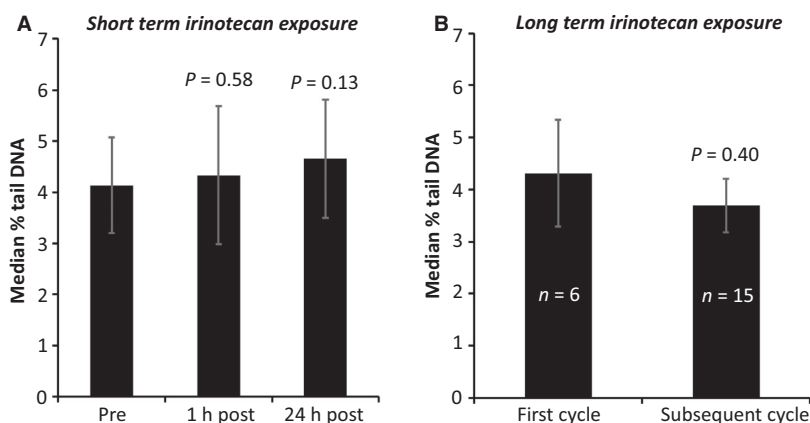 A Short term irinotecan exposure
Median % tail DNA
7
6
5
4
3
2
1
0
P = 0.58
P = 0.13
Pre 1 h post 24 h post
B Long term irinotecan exposure
Median % tail DNA
7
6
5
4
3
2
1
0
P = 0.40
n = 6 n = 15
First cycle Subsequent cycle